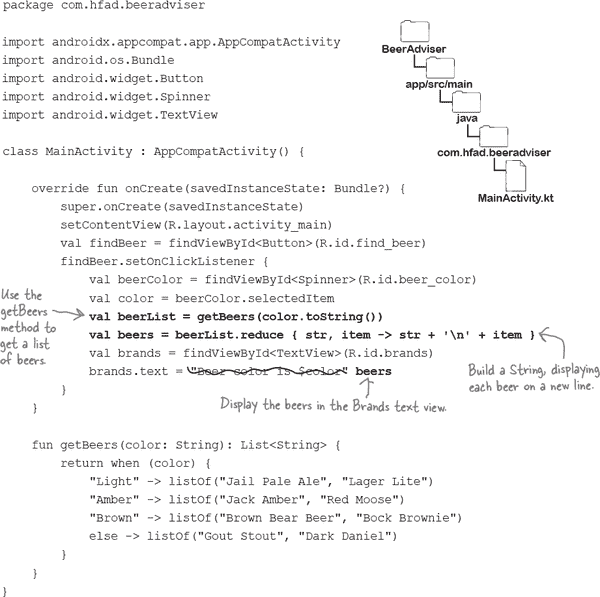 package com.hfad.beeradviser
import androidx.appcompat.app.AppCompatActivity
import android.os.Bundle
import android.widget.Button
import android.widget.Spinner
import android.widget.TextView
class MainActivity : AppCompatActivity() {
override fun onCreate(savedInstanceState: Bundle?) {
super.onCreate(savedInstanceState)
setContentView(R.layout.activity_main)
val findBeer = findViewById<Button>(R.id.find_beer)
findBeer.setOnClickListener {
val beerColor = findViewById<Spinner>(R.id.beer_color)
val color = beerColor.selectedItem
val beerList = getBeers(color.toString())
val beers = beerList.reduce { str, item -> str + '\n' + item }
val brands = findViewById<TextView>(R.id.brands)
brands.text = "Beer color is $color" beers
}
}
fun getBeers(color: String): List<String> {
return when (color) {
"Light" -> listOf("Jail Pale Ale", "Lager Lite")
"Amber" -> listOf("Jack Amber", "Red Moose")
"Brown" -> listOf("Brown Bear Beer", "Bock Brownie")
else -> listOf("Gout Stout", "Dark Daniel")
}
}
}
BeerAdviser
app/src/main
java
com.hfad.beeradviser
MainActivity.kt
Use the
getBeers
method to
get a list
of beers.
Build a String, displaying
each beer on a new line.
Display the beers in the Brands text view.